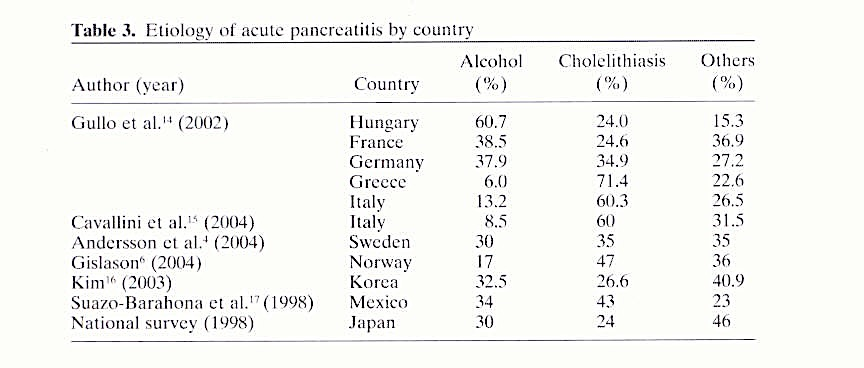 Table 3. Etiology of acute pancreatitis by country
Author (year) Country Alcohol (%) Cholelithiasis (%) Others (%)
Gullo et al.¹⁴ (2002) Hungary 60.7 24.0 15.3
France 38.5 24.6 36.9
Germany 37.9 34.9 27.2
Greece 6.0 71.4 22.6
Italy 13.2 60.3 26.5
Cavallini et al.¹⁵ (2004) Italy 8.5 60 31.5
Andersson et al.⁴ (2004) Sweden 30 35 35
Gislason⁶ (2004) Norway 17 47 36
Kim¹⁶ (2003) Korea 32.5 26.6 40.9
Suazo-Barahona et al.¹⁷ (1998) Mexico 34 43 23
National survey (1998) Japan 30 24 46